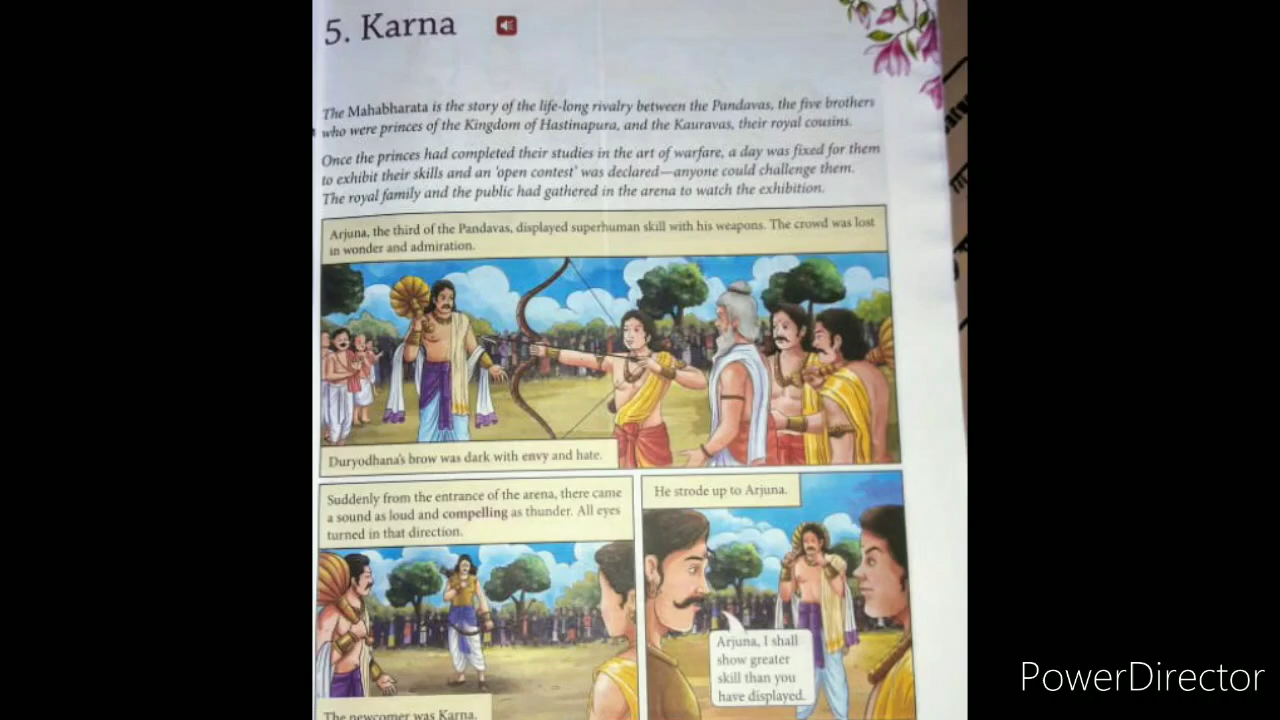 5. Karna
The Mahabharata is the story of the life-long rivalry between the Pandavas, the five brothers
who were princes of the Kingdom of Hastinapura, and the Kauravas, their royal cousins.
Once the princes had completed their studies in the art of warfare, a day was fixed for them
to exhibit their skills and an 'open contest' was declared—anyone could challenge them.
The royal family and the public had gathered in the arena to watch the exhibition.
Arjuna, the third of the Pandavas, displayed superhuman skill with his weapons. The crowd was lost
in wonder and admiration.
Duryodhana's brow was dark with envy and hate.
Suddenly from the entrance of the arena, there came
a sound as loud and compelling as thunder. All eyes
turned in that direction.
The newcomer was Karna.
He strode up to Arjuna.
Arjuna, I shall
show greater
skill than you
have displayed.
PowerDirector